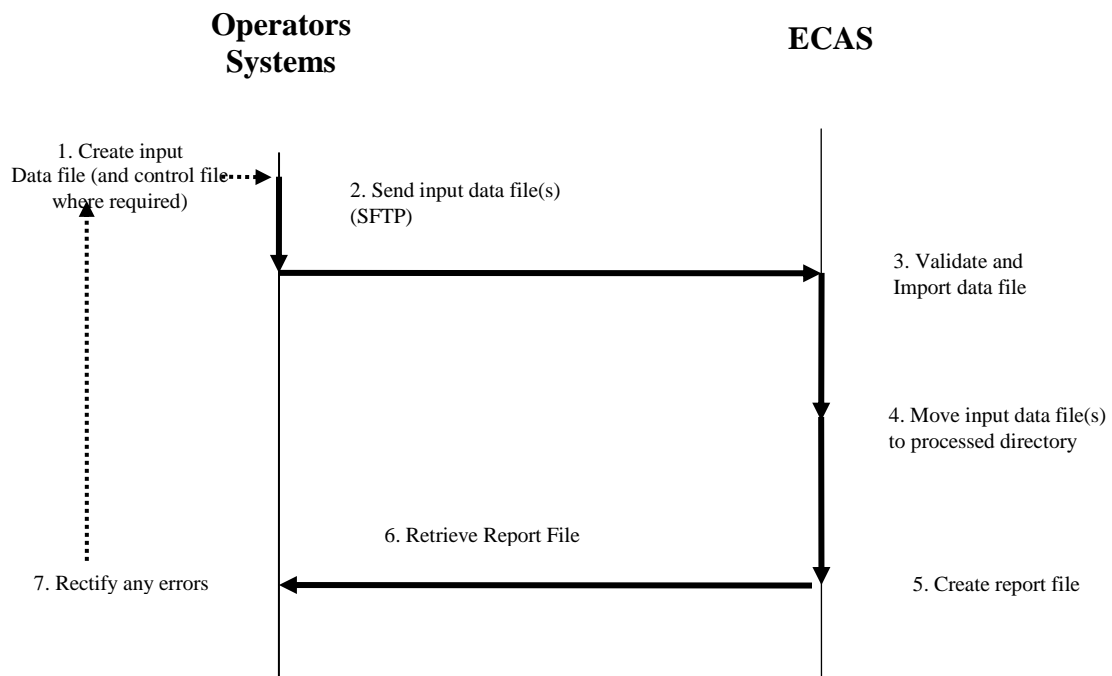 Operators
Systems
ECAS
1. Create input
Data file (and control file
where required)
2. Send input data file(s)
(SFTP)
3. Validate and
Import data file
4. Move input data file(s)
to processed directory
6. Retrieve Report File
7. Rectify any errors
5. Create report file